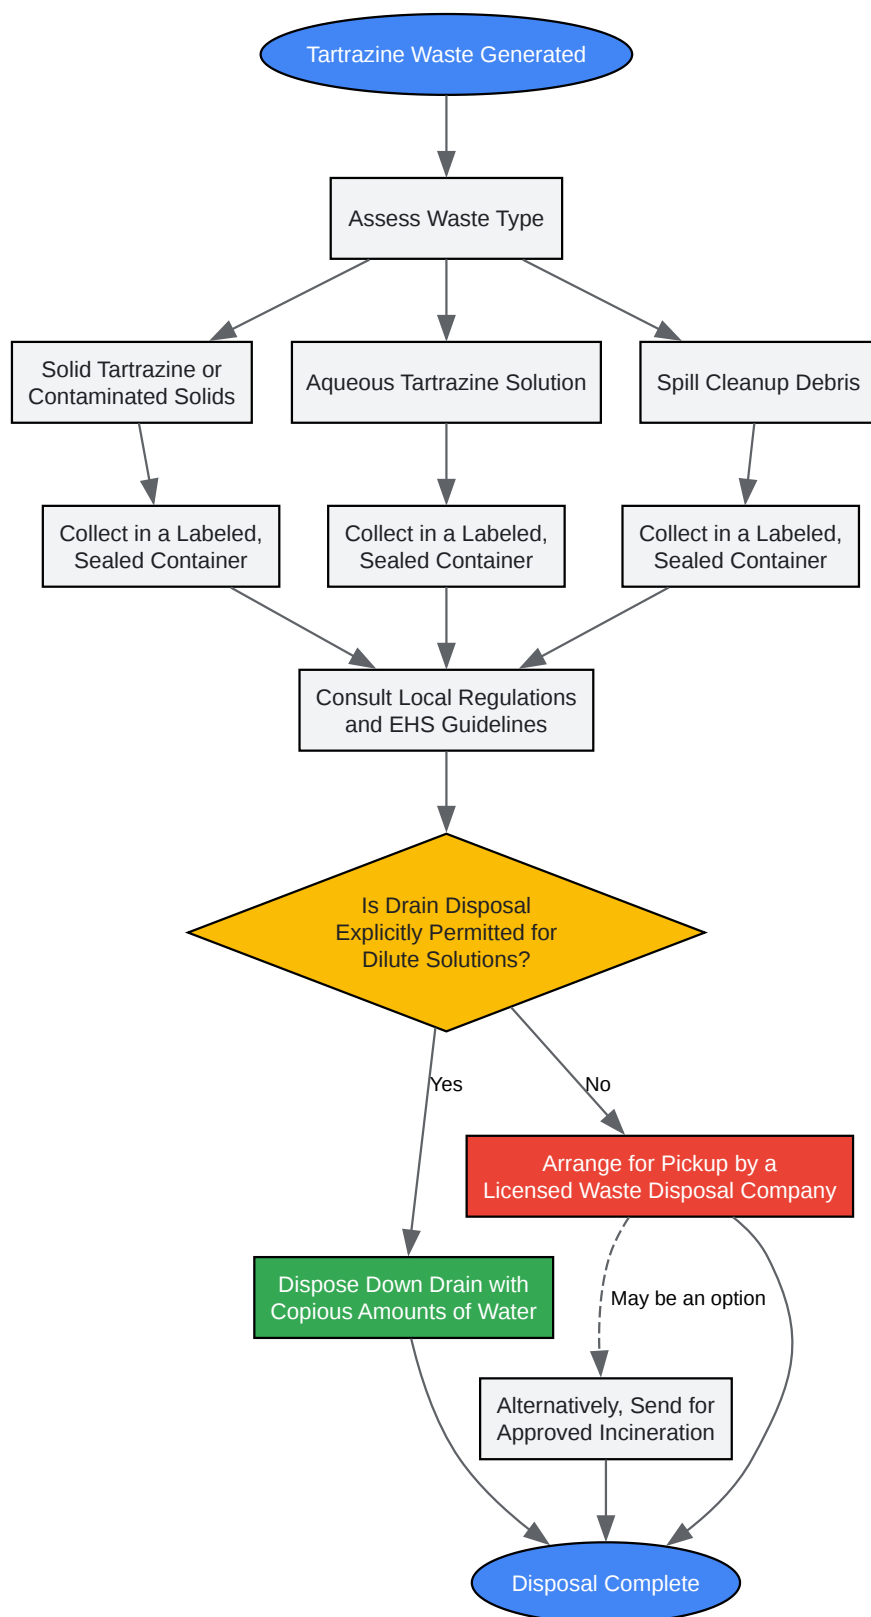 Tartrazine Waste Generated
Assess Waste Type
Solid Tartrazine or
Contaminated Solids
Aqueous Tartrazine Solution
Spill Cleanup Debris
Collect in a Labeled,
Sealed Container
Collect in a Labeled,
Sealed Container
Collect in a Labeled,
Sealed Container
Consult Local Regulations
and EHS Guidelines
Is Drain Disposal
Explicitly Permitted for
Dilute Solutions?
Yes
No
Arrange for Pickup by a
Licensed Waste Disposal Company
Dispose Down Drain with
Copious Amounts of Water
May be an option
Alternatively, Send for
Approved Incineration
Disposal Complete